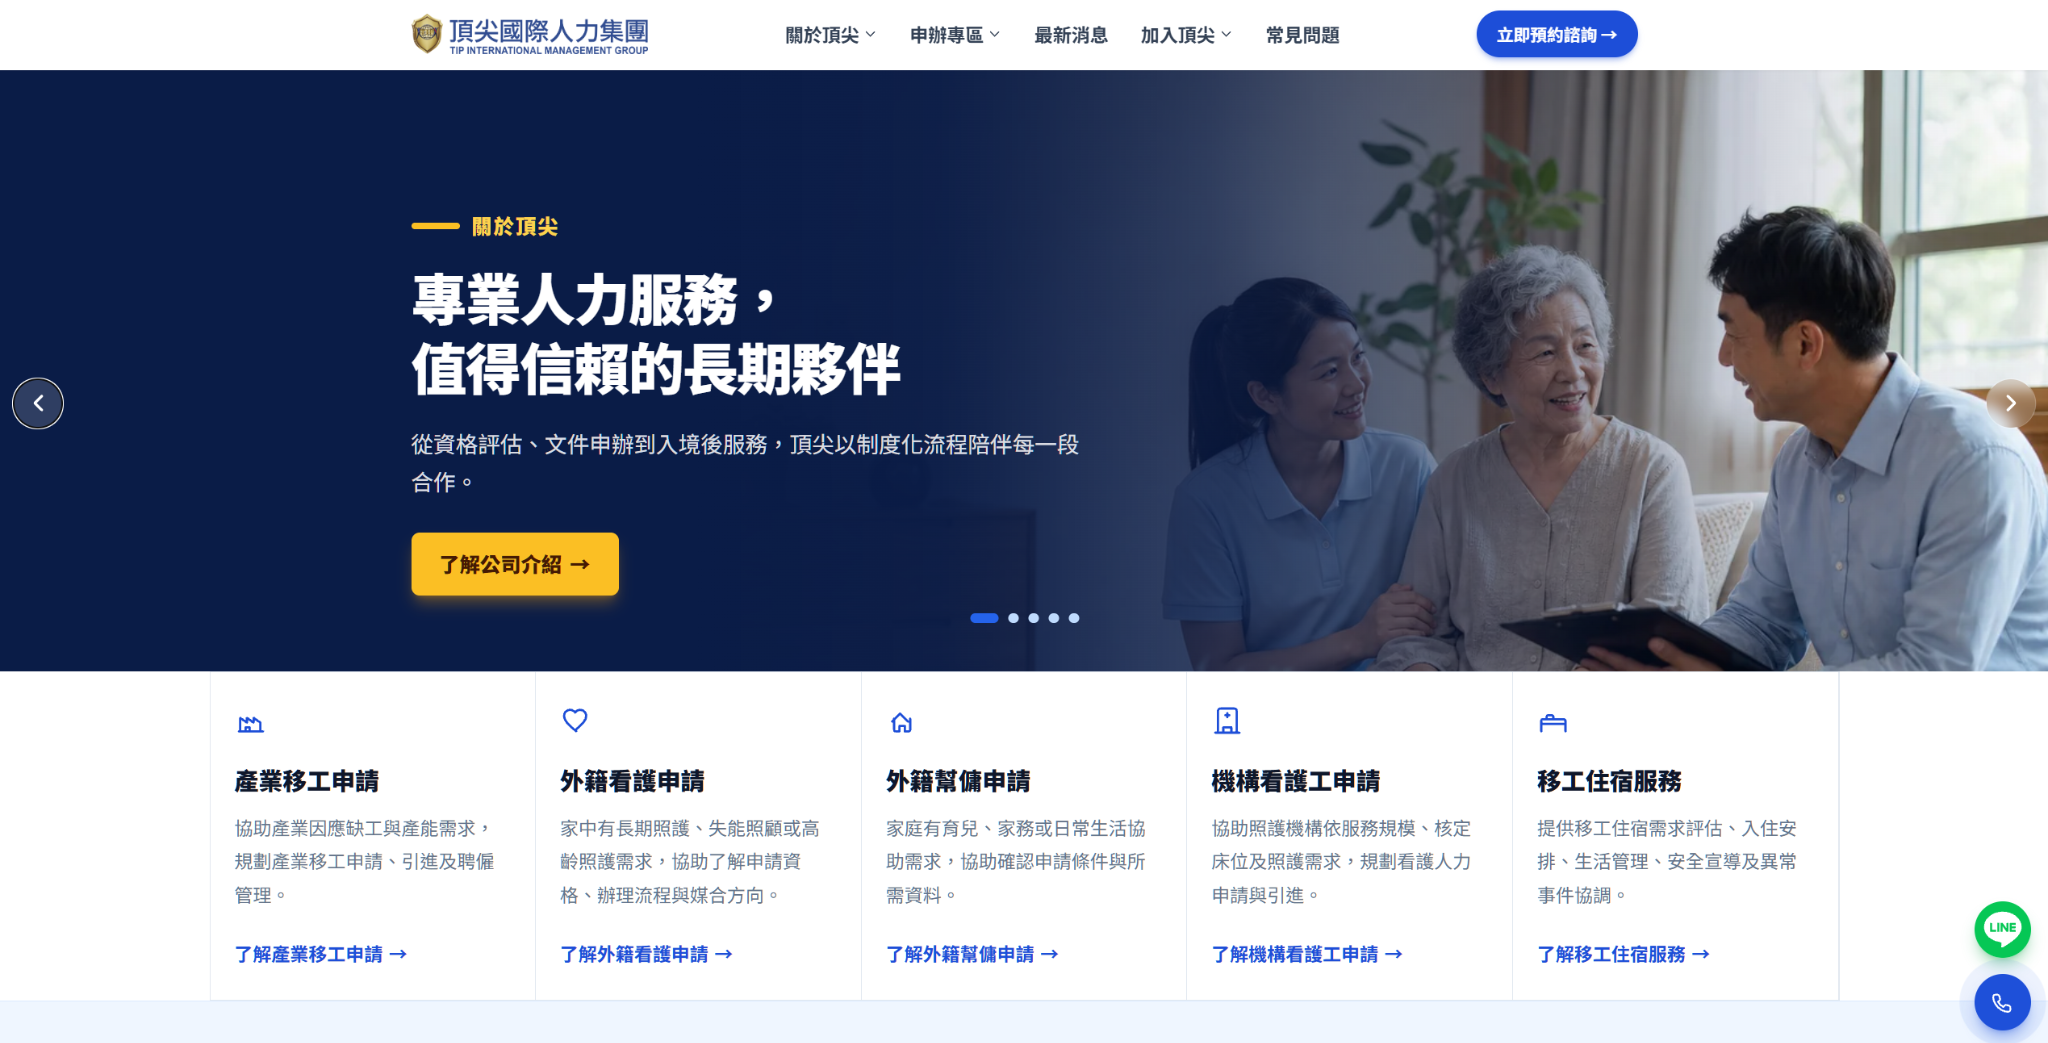 頂尖國際人力集團
TIP INTERNATIONAL MANAGEMENT GROUP
關於頂尖
申辦專區
最新消息
加入頂尖
常見問題
立即預約諮詢 →
關於頂尖
專業人力服務，
值得信賴的長期夥伴
從資格評估、文件申辦到入境後服務，頂尖以制度化流程陪伴每一段
合作。
了解公司介紹 →
產業移工申請
協助產業因應缺工與產能需求，
規劃產業移工申請、引進及聘僱
管理。
了解產業移工申請 →
外籍看護申請
家中有長期照護、失能照顧或高
齡照護需求，協助了解申請資
格、辦理流程與媒合方向。
了解外籍看護申請 →
外籍幫傭申請
家庭有育兒、家務或日常生活協
助需求，協助確認申請條件與所
需資料。
了解外籍幫傭申請 →
機構看護工申請
協助照護機構依服務規模、核定
床位及照護需求，規劃看護人力
申請與引進。
了解機構看護工申請 →
移工住宿服務
提供移工住宿需求評估、入住安
排、生活管理、安全宣導及異常
事件協調。
了解移工住宿服務 →
LINE